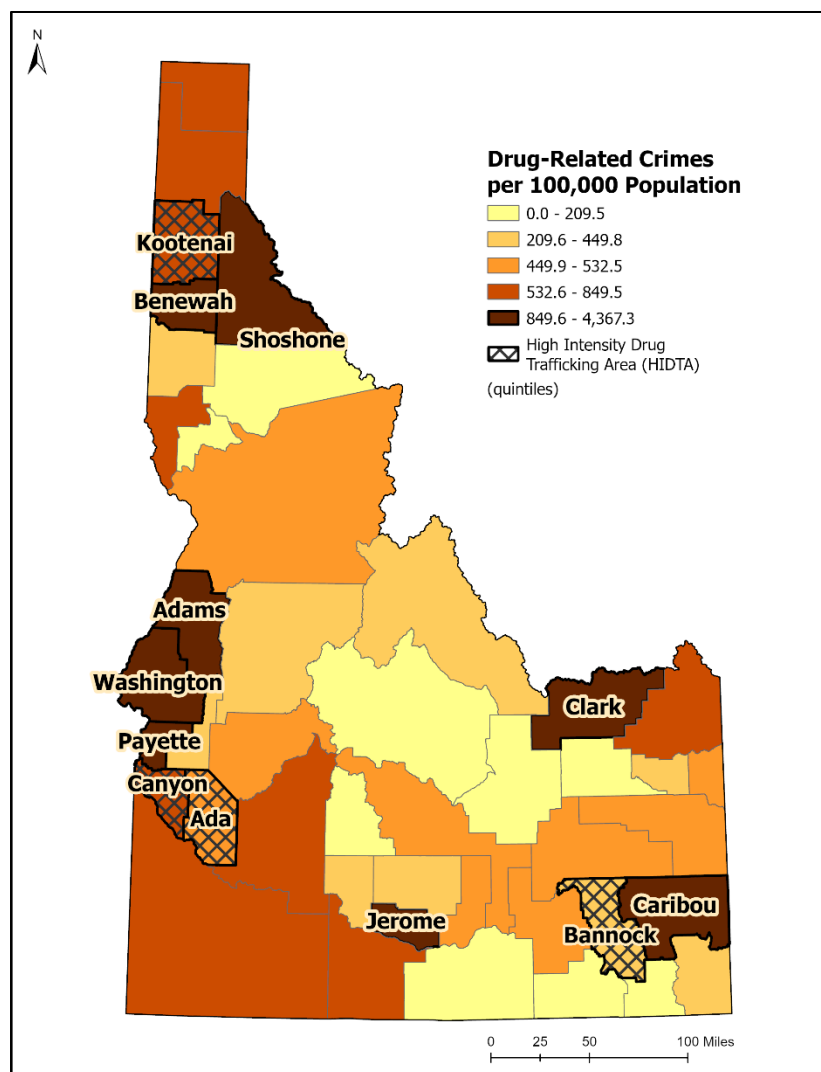 N
Drug-Related Crimes
per 100,000 Population
0.0 - 209.5
209.6 - 449.8
449.9 - 532.5
532.6 - 849.5
849.6 - 4,367.3
High Intensity Drug
Trafficking Area (HIDTA)
(quintiles)
Kootenai
Benewah
Shoshone
Adams
Washington
Clark
Payette
Canyon
Ada
Caribou
Jerome
Bannock
0 25 50 100 Miles